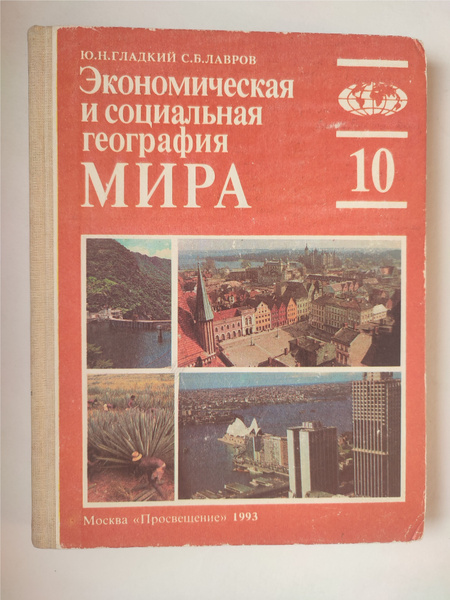 Ю.Н.ГЛАДКИЙ С.Б.ЛАВРОВ
Экономическая
и социальная
география
МИРА
10
Москва «Просвещение» 1993